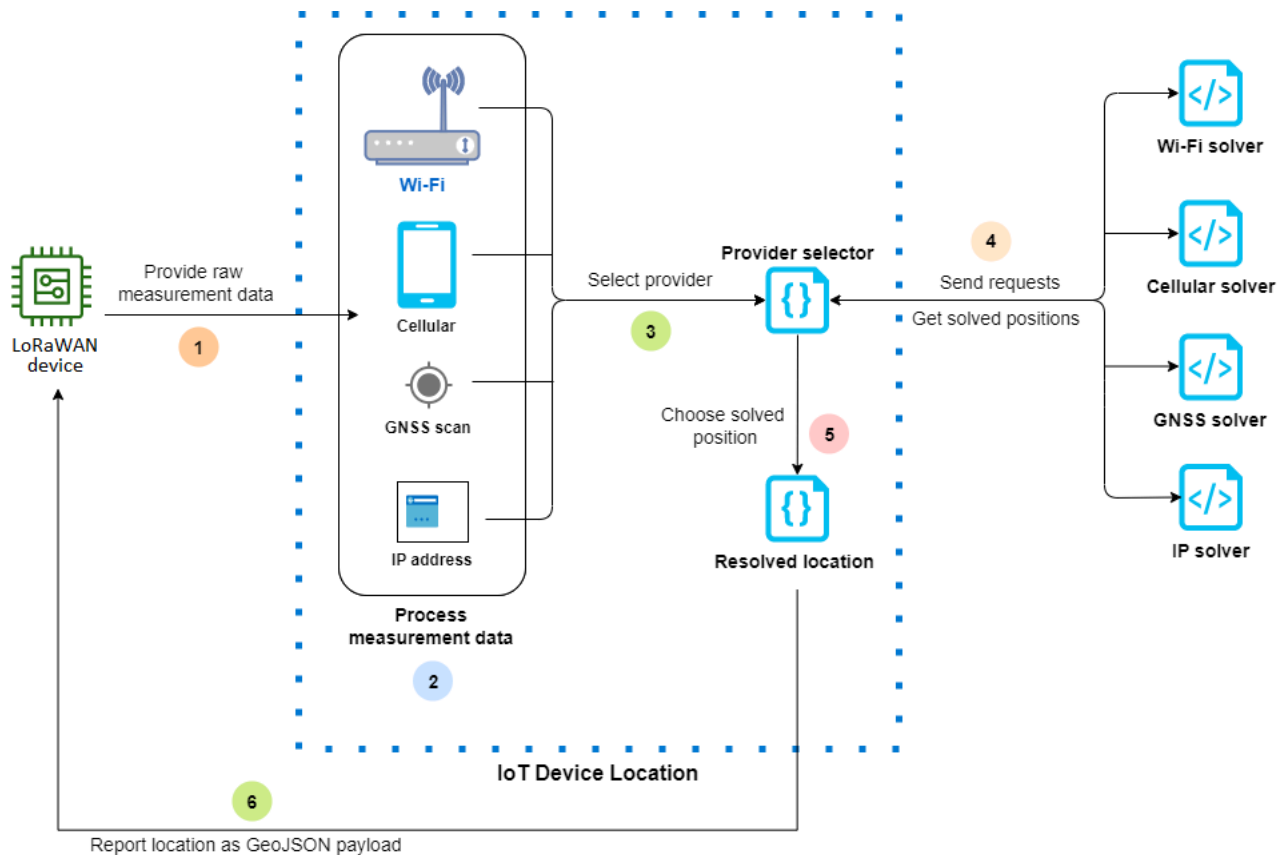 Wi-Fi
Cellular
GNSS scan
IP address
Process
measurement data
2
LoRaWAN
device
Provide raw
measurement data
1
Select provider
3
Provider selector
4
Send requests
Get solved positions
Wi-Fi solver
Cellular solver
GNSS solver
IP solver
Choose solved
position
5
Resolved location
IoT Device Location
6
Report location as GeoJSON payload